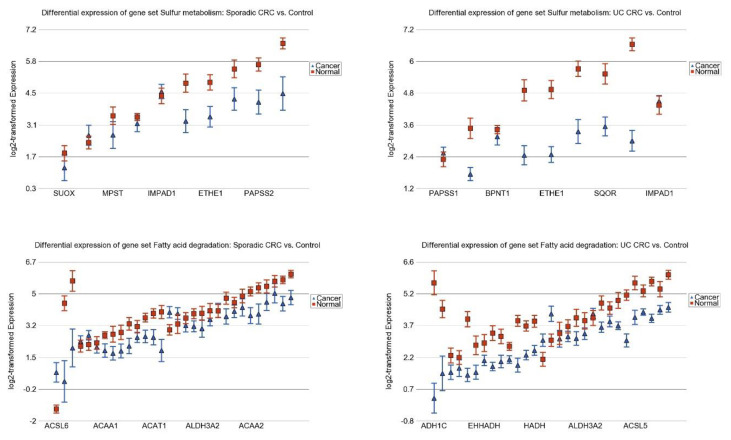 Differential expression of gene set Sulfur metabolism: Sporadic CRC vs. Control
7.2
5.8
4.5
3.1
1.7
0.3
log2-transformed Expression
Cancer
Normal
SUOX MPST IMPAD1 ETHE1 PAPSS2
Differential expression of gene set Sulfur metabolism: UC CRC vs. Control
7.2
6
4.8
3.6
2.4
1.2
log2-transformed Expression
Cancer
Normal
PAPSS1 BPNT1 ETHE1 SQOR IMPAD1
Differential expression of gene set Fatty acid degradation: Sporadic CRC vs. Control
6.7
5
3.2
1.5
-0.2
-2
log2-transformed Expression
Cancer
Normal
ACSL6 ACAA1 ACAT1 ALDH3A2 ACAA2
Differential expression of gene set Fatty acid degradation: UC CRC vs. Control
6.7
5.2
3.7
2.2
0.7
-0.8
log2-transformed Expression
Cancer
Normal
ADH1C EHHADH HADH ALDH3A2 ACSL5